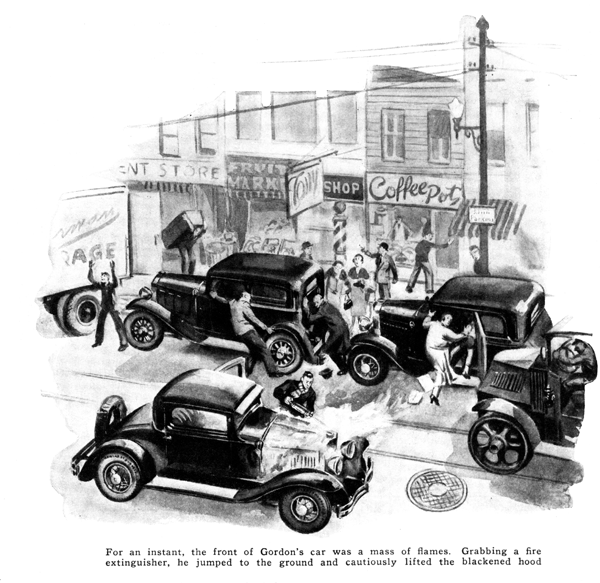 ENT STORE
FRUIT
MARKET
Tony
SHOP
Coffee Pot
RAGE
For an instant, the front of Gordon's car was a mass of flames. Grabbing a fire
extinguisher, he jumped to the ground and cautiously lifted the blackened hood